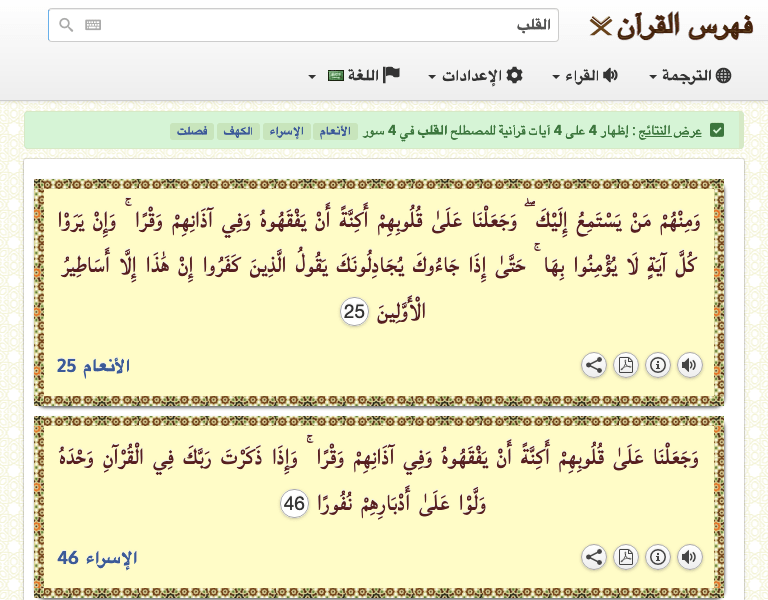 فهرس القرآن
القلب
الترجمة القراء الإعدادات اللغة
عرض النتائج : إظهار 4 على 4 آيات قرآنية للمصطلح القلب في 4 سور الأنعام الإسراء الكهف فصلت
وَمِنْهُمْ مَنْ يَسْتَمِعُ إِلَيْكَ ۖ وَجَعَلْنَا عَلَىٰ قُلُوبِهِمْ أَكِنَّةً أَنْ يَفْقَهُوهُ وَفِي آذَانِهِمْ وَقْرًا ۚ وَإِنْ يَرَوْا
كُلَّ آيَةٍ لَا يُؤْمِنُوا بِهَا ۚ حَتَّىٰ إِذَا جَاءُوكَ يُجَادِلُونَكَ يَقُولُ الَّذِينَ كَفَرُوا إِنْ هَٰذَا إِلَّا أَسَاطِيرُ
الْأَوَّلِينَ 25
الأنعام 25
وَجَعَلْنَا عَلَىٰ قُلُوبِهِمْ أَكِنَّةً أَنْ يَفْقَهُوهُ وَفِي آذَانِهِمْ وَقْرًا ۚ وَإِذَا ذَكَرْتَ رَبَّكَ فِي الْقُرْآنِ وَحْدَهُ
وَلَّوْا عَلَىٰ أَدْبَارِهِمْ نُفُورًا 46
الإسراء 46